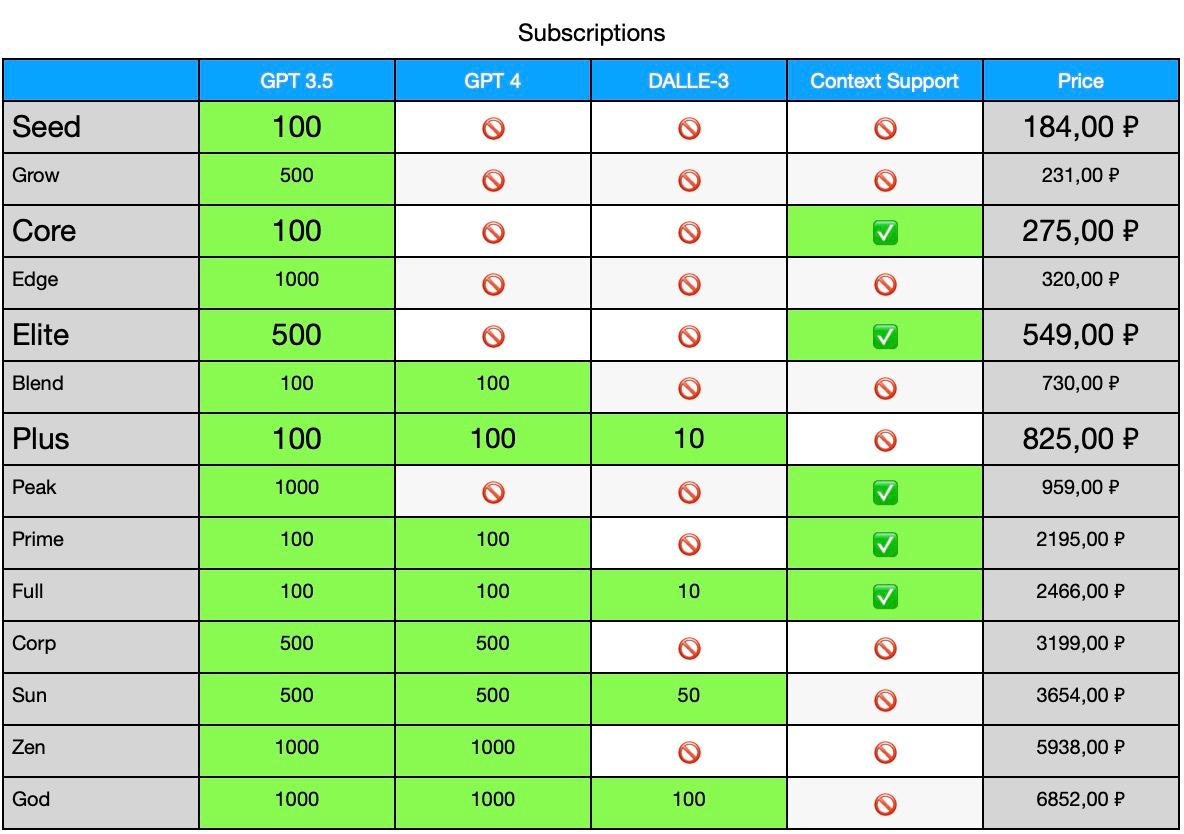 Subscriptions
GPT 3.5 GPT 4 DALLE-3 Context Support Price
Seed 100 🚫 🚫 🚫 184,00 ₽
Grow 500 🚫 🚫 🚫 231,00 ₽
Core 100 🚫 🚫 ✅ 275,00 ₽
Edge 1000 🚫 🚫 🚫 320,00 ₽
Elite 500 🚫 🚫 ✅ 549,00 ₽
Blend 100 100 🚫 🚫 730,00 ₽
Plus 100 100 10 🚫 825,00 ₽
Peak 1000 🚫 🚫 ✅ 959,00 ₽
Prime 100 100 🚫 ✅ 2195,00 ₽
Full 100 100 10 ✅ 2466,00 ₽
Corp 500 500 🚫 🚫 3199,00 ₽
Sun 500 500 50 🚫 3654,00 ₽
Zen 1000 1000 🚫 🚫 5938,00 ₽
God 1000 1000 100 🚫 6852,00 ₽